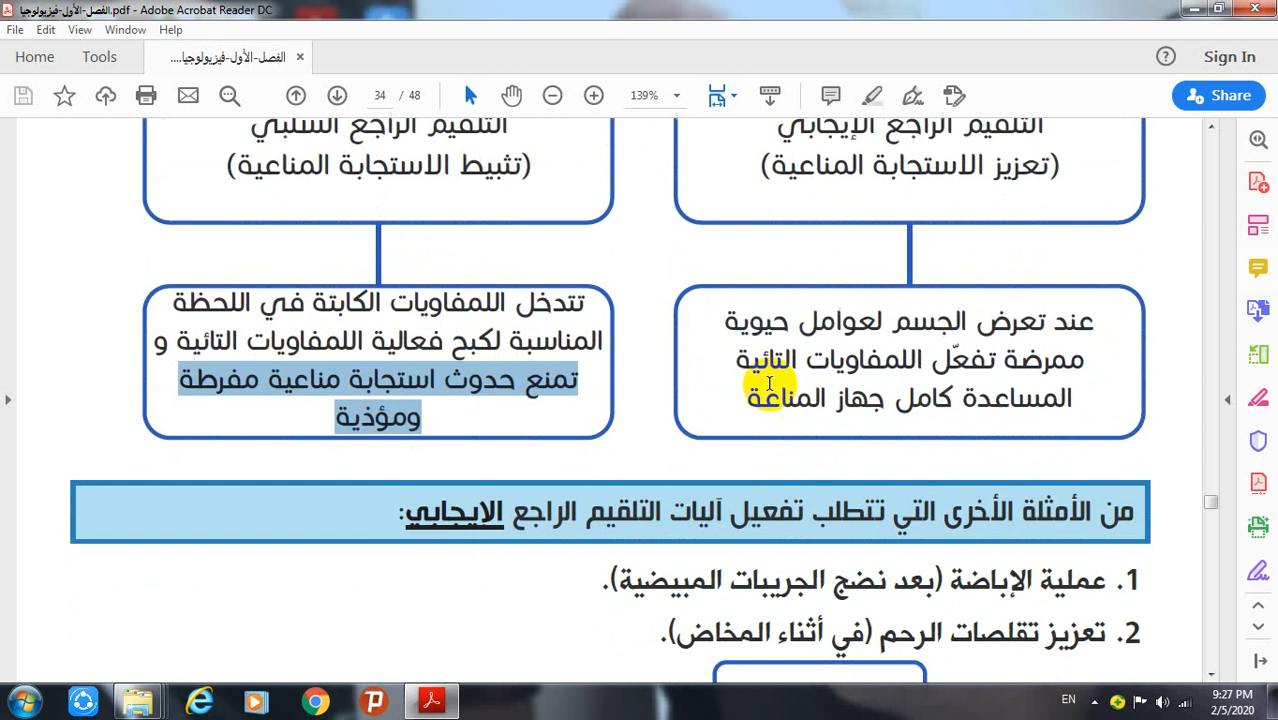 الفصل-الأول-فيزيولوجيا.pdf - Adobe Acrobat Reader DC
File Edit View Window Help
Home Tools الفصل-الأول-فيزيولوجيا.... × Sign In
34 / 48 139% Share
التلقيم الراجع الإيجابي
(تعزيز الاستجابة المناعية)
التلقيم الراجع السلبي
(تثبيط الاستجابة المناعية)
عند تعرض الجسم لعوامل حيوية
ممرضة تفعّل اللمفاويات التائية
المساعدة كامل جهاز المناعة
تتدخل اللمفاويات الكابتة في اللحظة
المناسبة لكبح فعالية اللمفاويات التائية و
تمنع حدوث استجابة مناعية مفرطة
ومؤذية
من الأمثلة الأخرى التي تتطلب تفعيل آليات التلقيم الراجع الإيجابي:
1. عملية الإباضة (بعد نضج الجريبات المبيضية).
2. تعزيز تقلصات الرحم (في أثناء المخاض).
EN
9:27 PM
2/5/2020